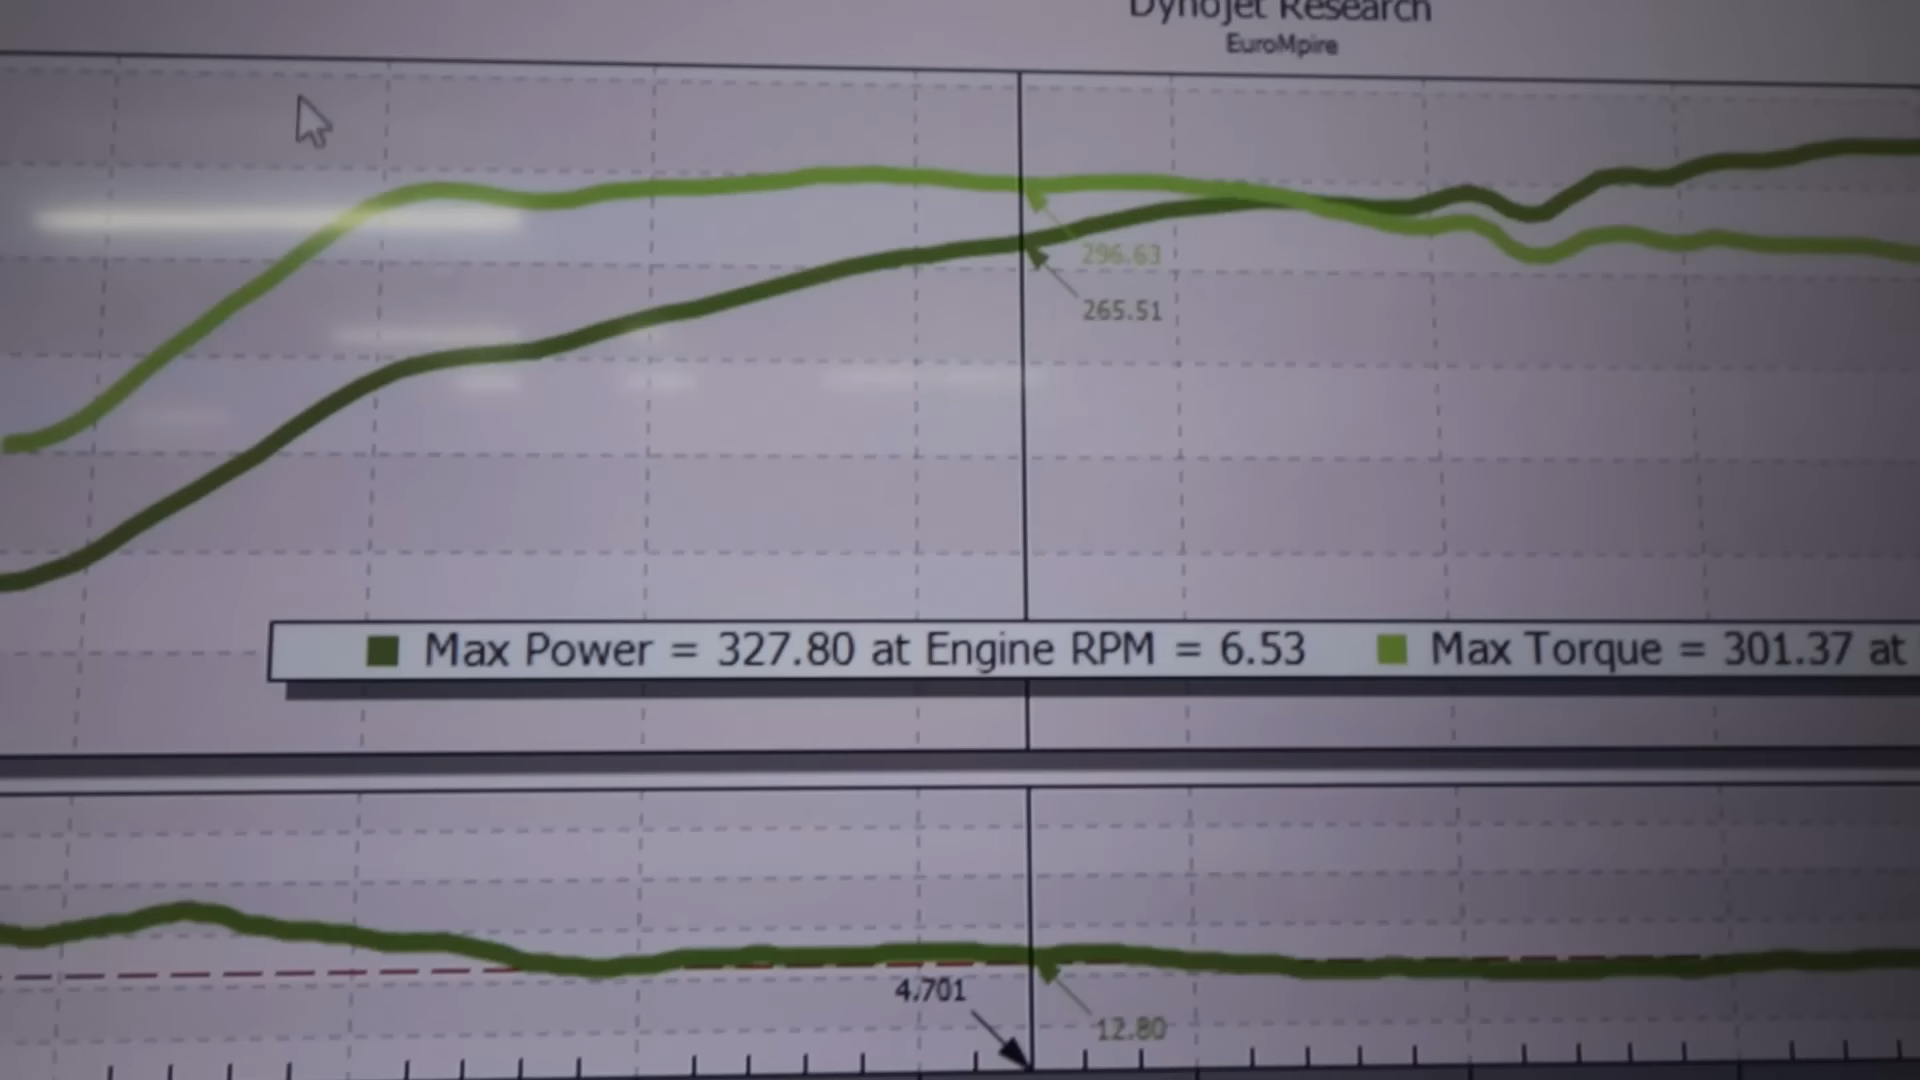 Dynojet Research
EuroMpire
296.63
265.51
Max Power = 327.80 at Engine RPM = 6.53 Max Torque = 301.37 at
4.701
12.80